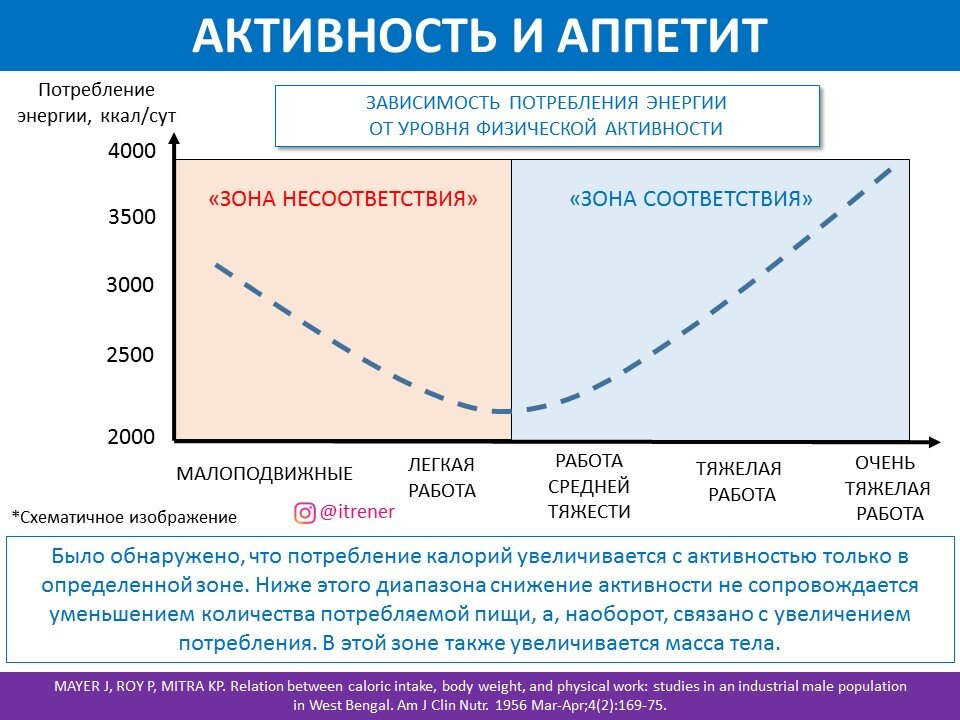 АКТИВНОСТЬ И АППЕТИТ
Потребление
энергии, ккал/сут
ЗАВИСИМОСТЬ ПОТРЕБЛЕНИЯ ЭНЕРГИИ
ОТ УРОВНЯ ФИЗИЧЕСКОЙ АКТИВНОСТИ
4000
3500
3000
2500
2000
«ЗОНА НЕСООТВЕТСТВИЯ»
«ЗОНА СООТВЕТСТВИЯ»
МАЛОПОДВИЖНЫЕ
ЛЕГКАЯ
РАБОТА
РАБОТА
СРЕДНЕЙ
ТЯЖЕСТИ
ТЯЖЕЛАЯ
РАБОТА
ОЧЕНЬ
ТЯЖЕЛАЯ
РАБОТА
*Схематичное изображение
@itrener
Было обнаружено, что потребление калорий увеличивается с активностью только в
определенной зоне. Ниже этого диапазона снижение активности не сопровождается
уменьшением количества потребляемой пищи, а, наоборот, связано с увеличением
потребления. В этой зоне также увеличивается масса тела.
MAYER J, ROY P, MITRA KP. Relation between caloric intake, body weight, and physical work: studies in an industrial male population
in West Bengal. Am J Clin Nutr. 1956 Mar-Apr;4(2):169-75.